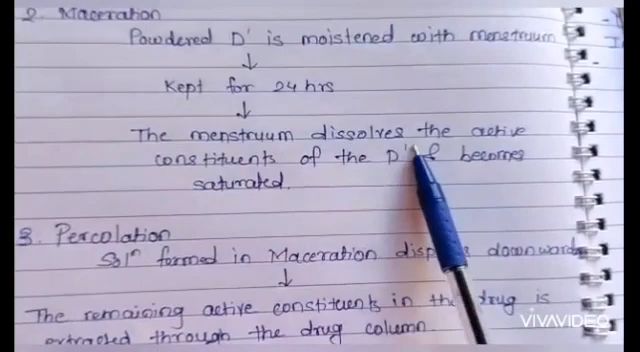 2. Maceration
Powdered D' is moistened with menstruum
↓
Kept for 24 hrs
↓
The menstruum dissolves the active
constituents of the D' & becomes
saturated.
3. Percolation
Solⁿ formed in Maceration downwards
↓
The remaining active constituents in the drug is
extracted through the drug column.
VIVAVIDEO